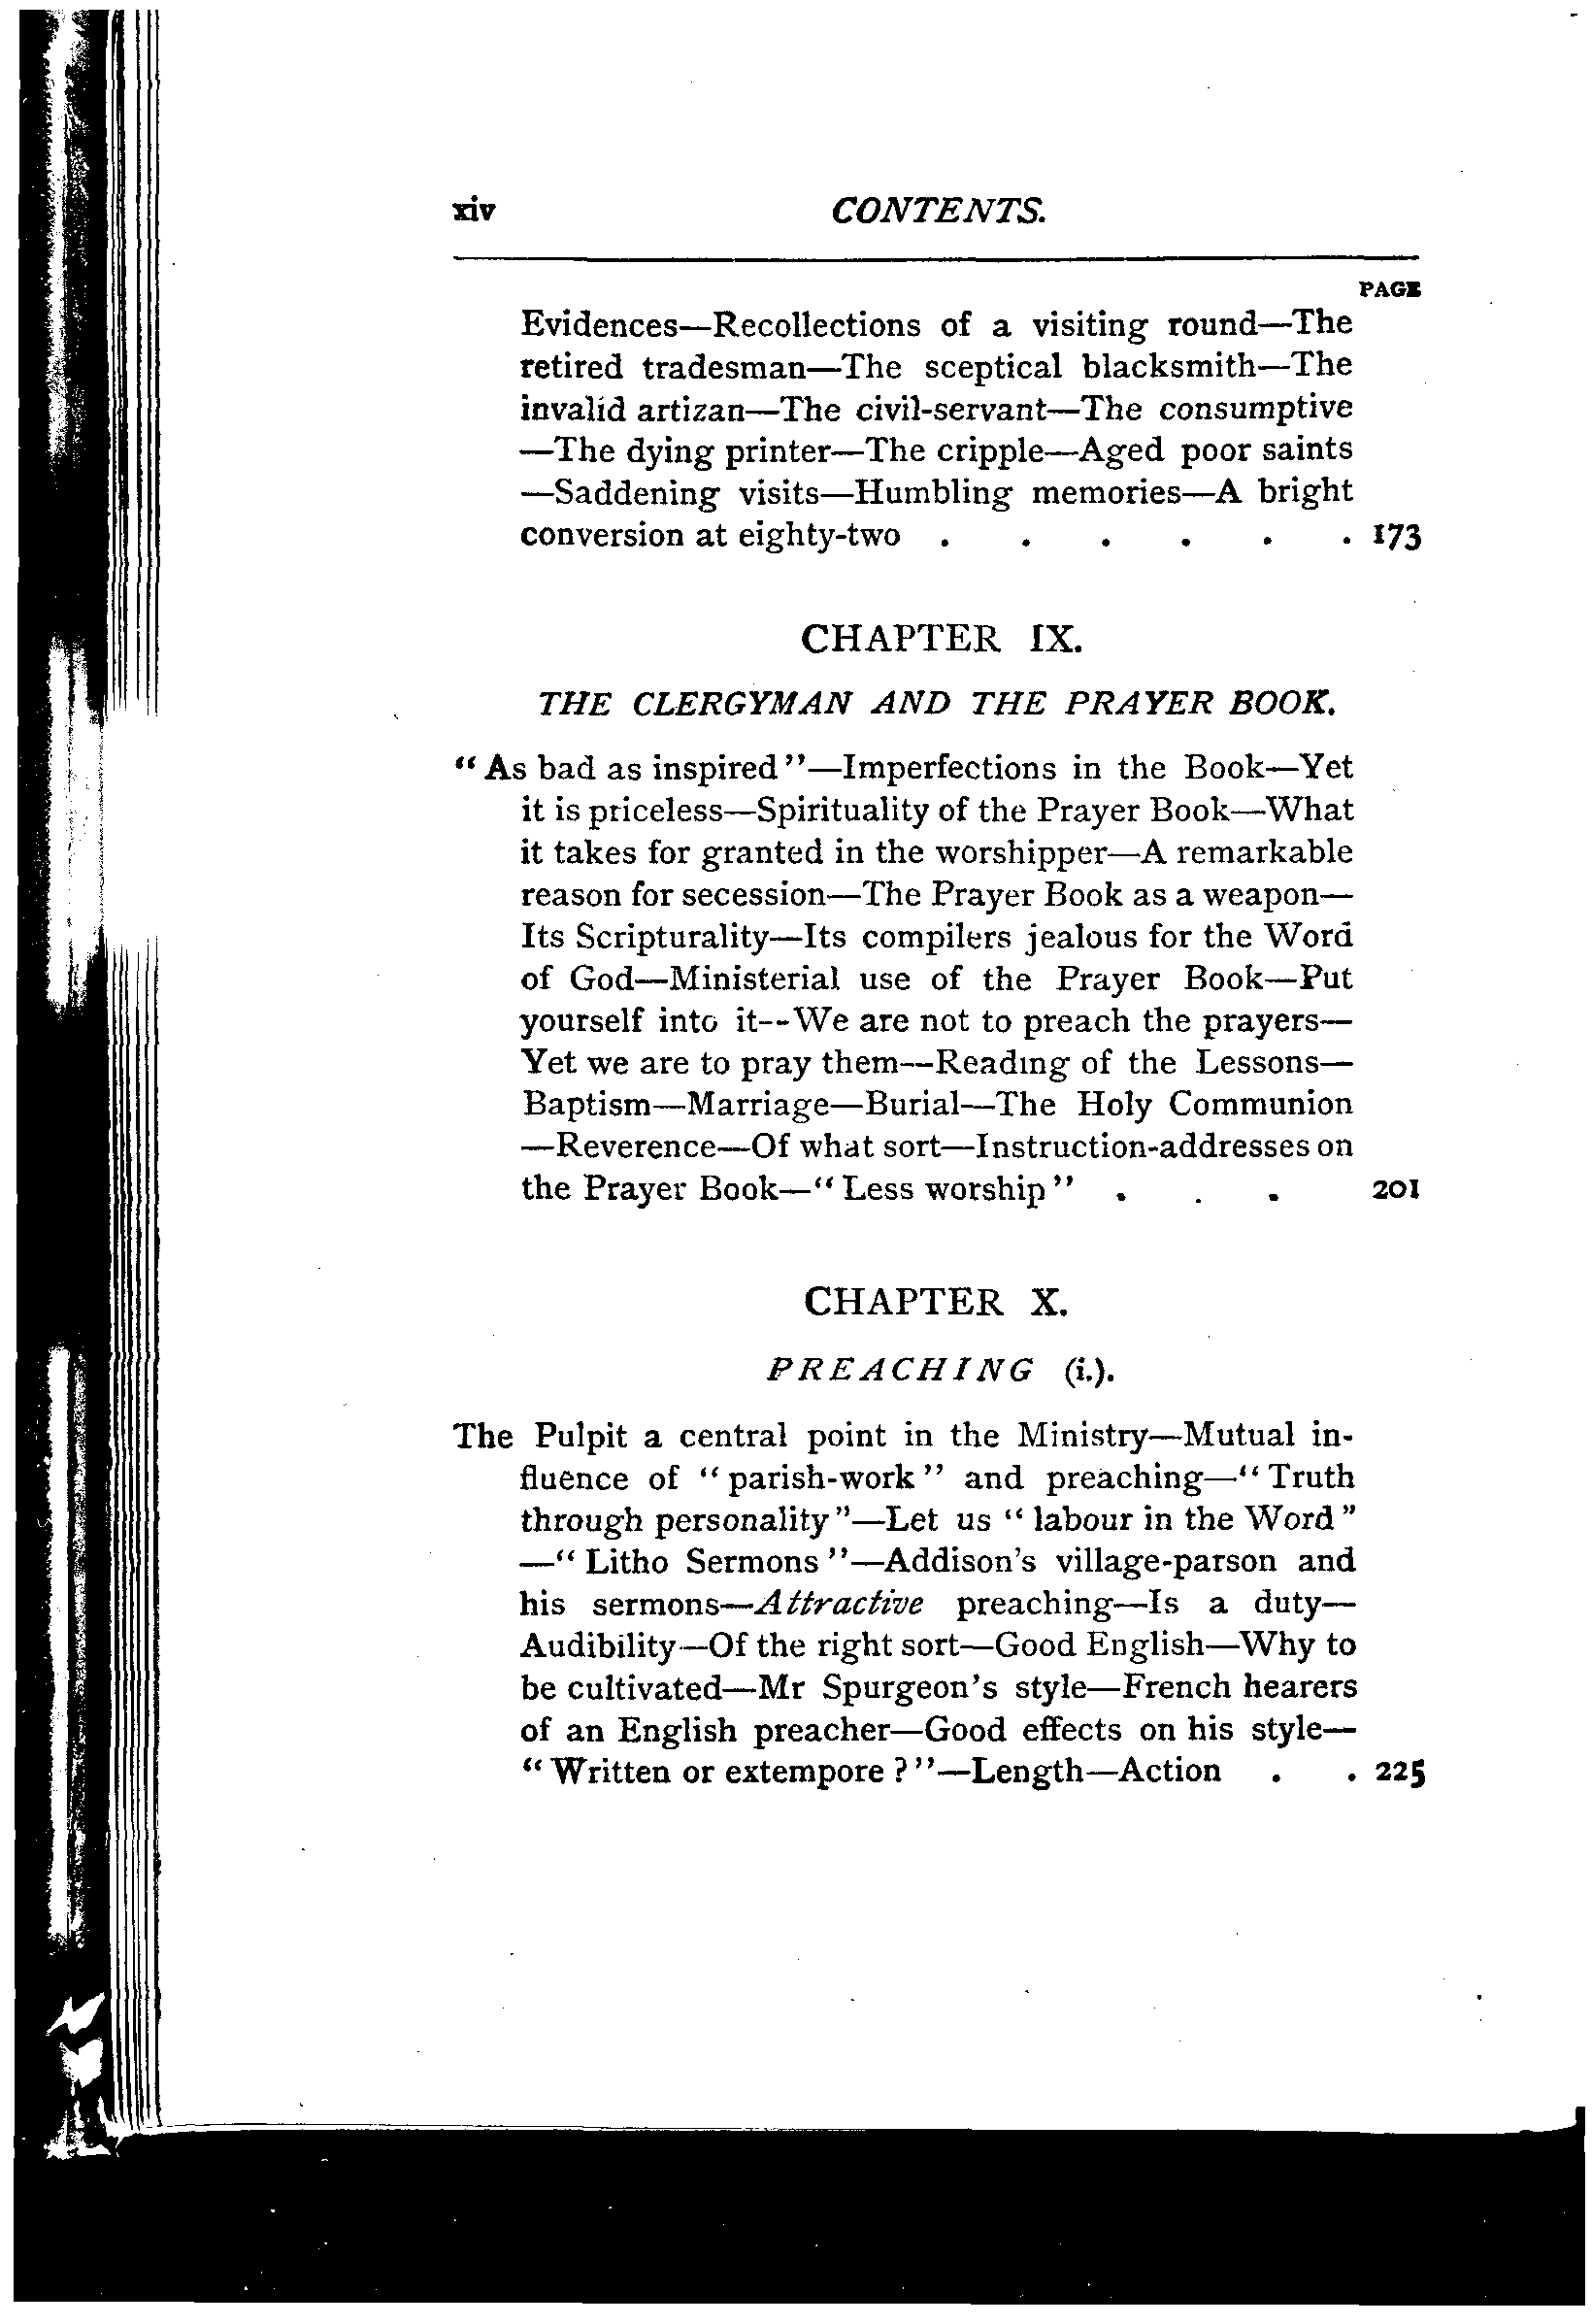 xiv CONTENTS.
PAGE
Evidences—Recollections of a visiting round—The
retired tradesman—The sceptical blacksmith—The
invalid artizan—The civil-servant—The consumptive
—The dying printer—The cripple—Aged poor saints
—Saddening visits—Humbling memories—A bright
conversion at eighty-two . . . . . . 173
CHAPTER IX.
THE CLERGYMAN AND THE PRAYER BOOK.
“As bad as inspired”—Imperfections in the Book—Yet
it is priceless—Spirituality of the Prayer Book—What
it takes for granted in the worshipper—A remarkable
reason for secession—The Prayer Book as a weapon—
Its Scripturality—Its compilers jealous for the Word
of God—Ministerial use of the Prayer Book—Put
yourself into it--We are not to preach the prayers—
Yet we are to pray them—Reading of the Lessons—
Baptism—Marriage—Burial—The Holy Communion
—Reverence—Of what sort—Instruction-addresses on
the Prayer Book—“Less worship” . . . 201
CHAPTER X.
PREACHING (i.).
The Pulpit a central point in the Ministry—Mutual in-
fluence of “parish-work” and preaching—“Truth
through personality”—Let us “labour in the Word”
—“Litho Sermons”—Addison's village-parson and
his sermons—Attractive preaching—Is a duty—
Audibility—Of the right sort—Good English—Why to
be cultivated—Mr Spurgeon's style—French hearers
of an English preacher—Good effects on his style—
“Written or extempore?”—Length—Action . . 225